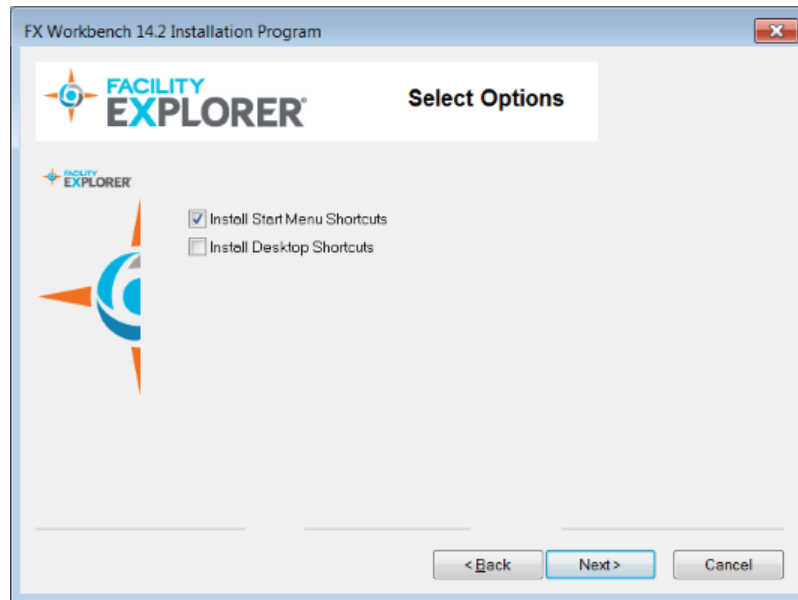 FX Workbench 14.2 Installation Program
FACILITY
EXPLORER®
Select Options
FACILITY
EXPLORER
Install Start Menu Shortcuts
Install Desktop Shortcuts
< Back
Next >
Cancel